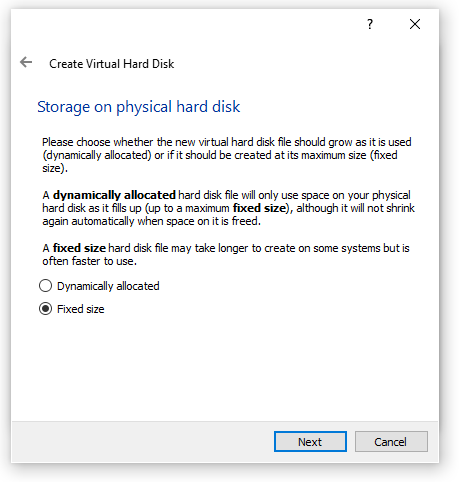 ?
Create Virtual Hard Disk
Storage on physical hard disk
Please choose whether the new virtual hard disk file should grow as it is used
(dynamically allocated) or if it should be created at its maximum size (fixed
size).
A dynamically allocated hard disk file will only use space on your physical
hard disk as it fills up (up to a maximum fixed size), although it will not shrink
again automatically when space on it is freed.
A fixed size hard disk file may take longer to create on some systems but is
often faster to use.
Dynamically allocated
Fixed size
Next Cancel